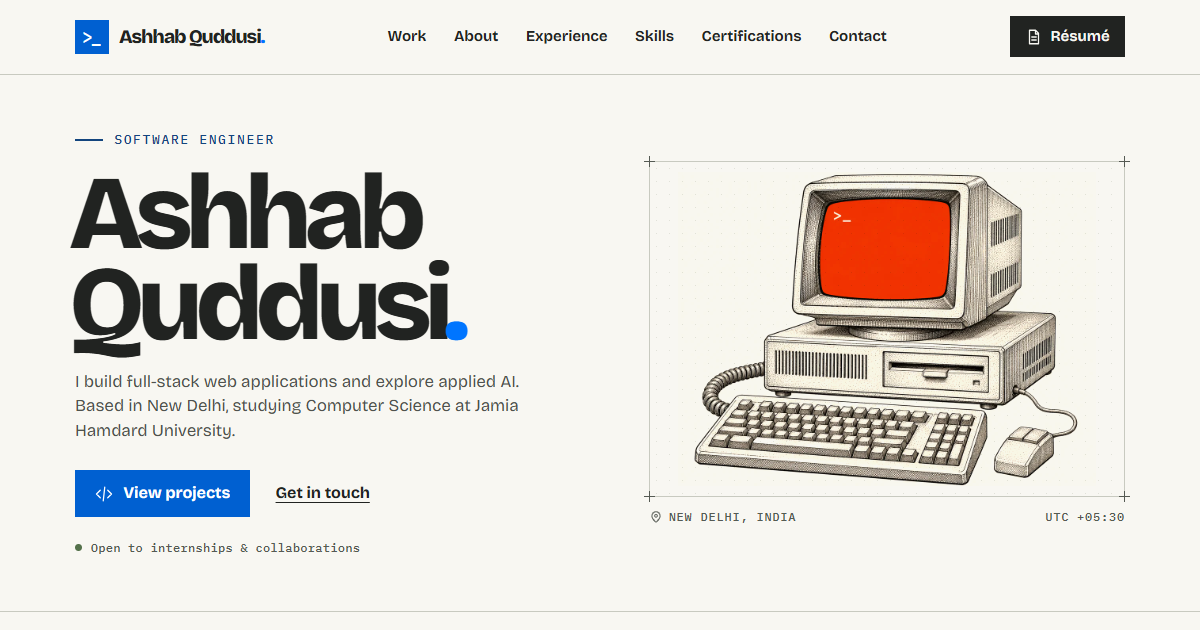 >_ Ashhab Quddusi.
Work About Experience Skills Certifications Contact
Résumé
SOFTWARE ENGINEER
Ashhab
Quddusi.
I build full-stack web applications and explore applied AI.
Based in New Delhi, studying Computer Science at Jamia
Hamdard University.
</> View projects
Get in touch
Open to internships & collaborations
>_
NEW DELHI, INDIA
UTC +05:30